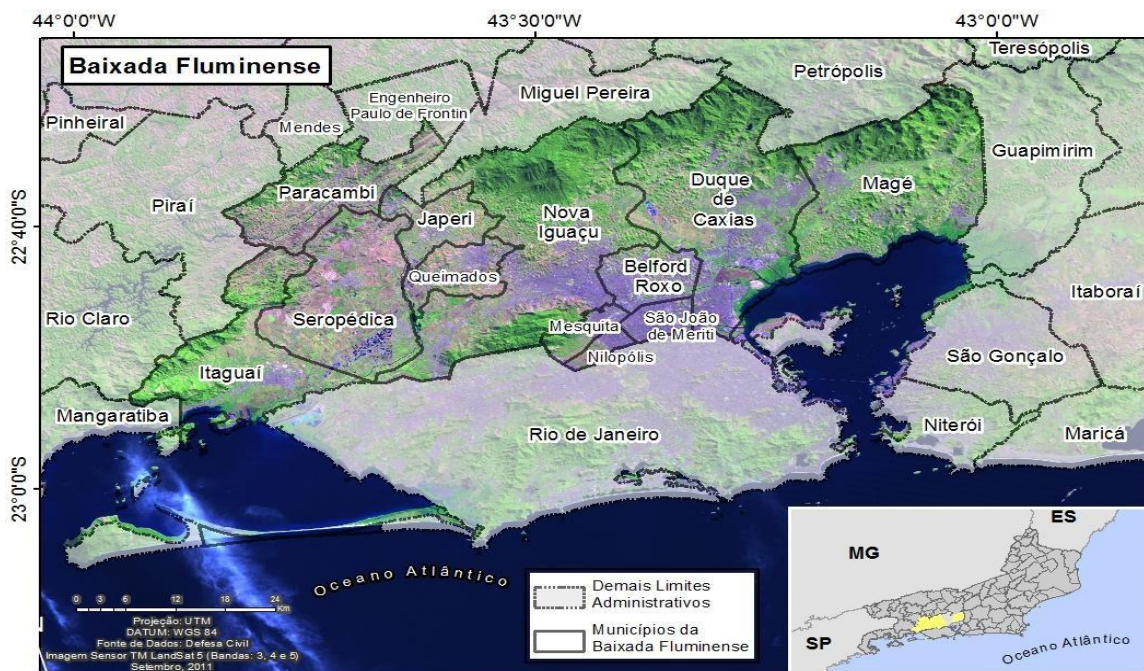 44°0'0"W
43°30'0"W
43°0'0"W
Baixada Fluminense
Teresópolis
Petrópolis
Miguel Pereira
Engenheiro
Paulo de Frontin
Mendes
Pinheiral
Guapimirim
Piraí
Paracambi
Japeri
Nova
Iguaçu
Duque
de
Caxias
Magé
22°40'0"S
Queimados
Belford
Roxo
Itaboraí
Rio Claro
Seropédica
Mesquita
São João
de Meriti
Nilopólis
São Gonçalo
Itaguaí
Mangaratiba
Rio de Janeiro
Niterói
Maricá
23°0'0"S
Oceano Atlântico
0 3 6 12 18 24
Km
Projeção: UTM
DATUM: WGS 84
Fonte de Dados: Defesa Civil
Imagem Sensor TM LandSat 5 (Bandas: 3, 4 e 5)
Setembro, 2011
Demais Limites
Administrativos
Municípios da
Baixada Fluminense
ES
MG
SP
Oceano Atlântico